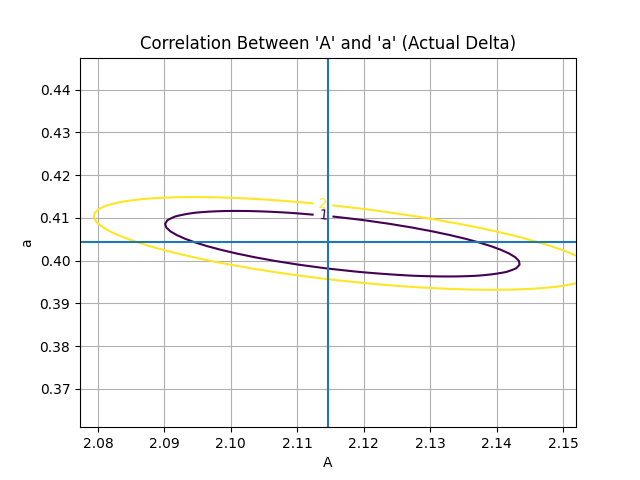 Correlation Between 'A' and 'a' (Actual Delta)
0.44
0.43
0.42
0.41
0.40
0.39
0.38
0.37
a
2
1
2.08 2.09 2.10 2.11 2.12 2.13 2.14 2.15
A